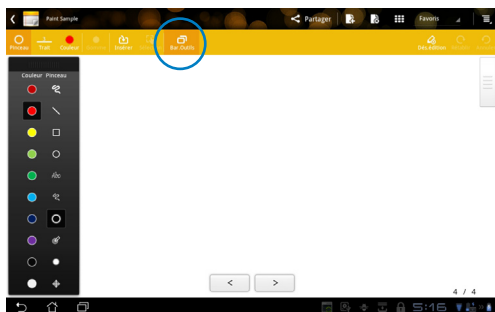 Paint Sample
Partager
Favoris
Pinceau Trait Couleur Insérer Bar Outils Dés.édition
Couleur Pinceau
Abc
< >
4 / 4
5:16